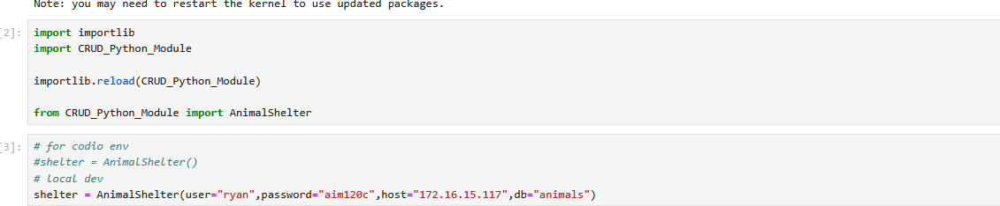 Note: you may need to restart the kernel to use updated packages.
[2]:
import importlib
import CRUD_Python_Module
importlib.reload(CRUD_Python_Module)
from CRUD_Python_Module import AnimalShelter
[3]:
# for codio env
#shelter = AnimalShelter()
# local dev
shelter = AnimalShelter(user="ryan",password="aim120c",host="172.16.15.117",db="animals")